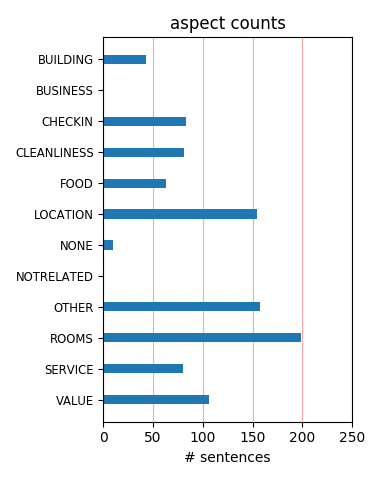 aspect counts
BUILDING
BUSINESS
CHECKIN
CLEANLINESS
FOOD
LOCATION
NONE
NOTRELATED
OTHER
ROOMS
SERVICE
VALUE
0 50 100 150 200 250
# sentences